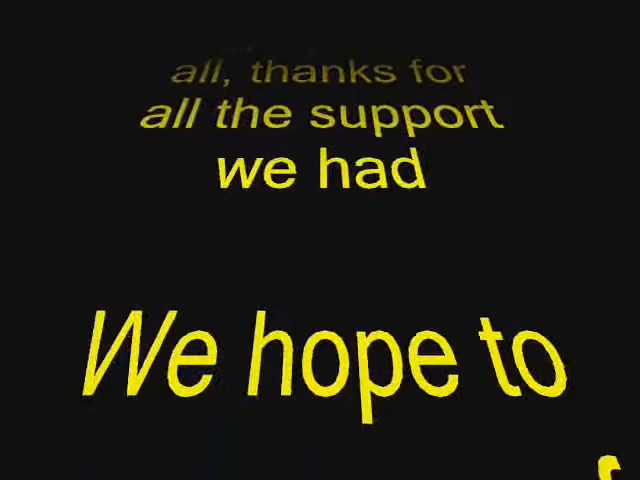 all, thanks for
all the support
we had
We hope to